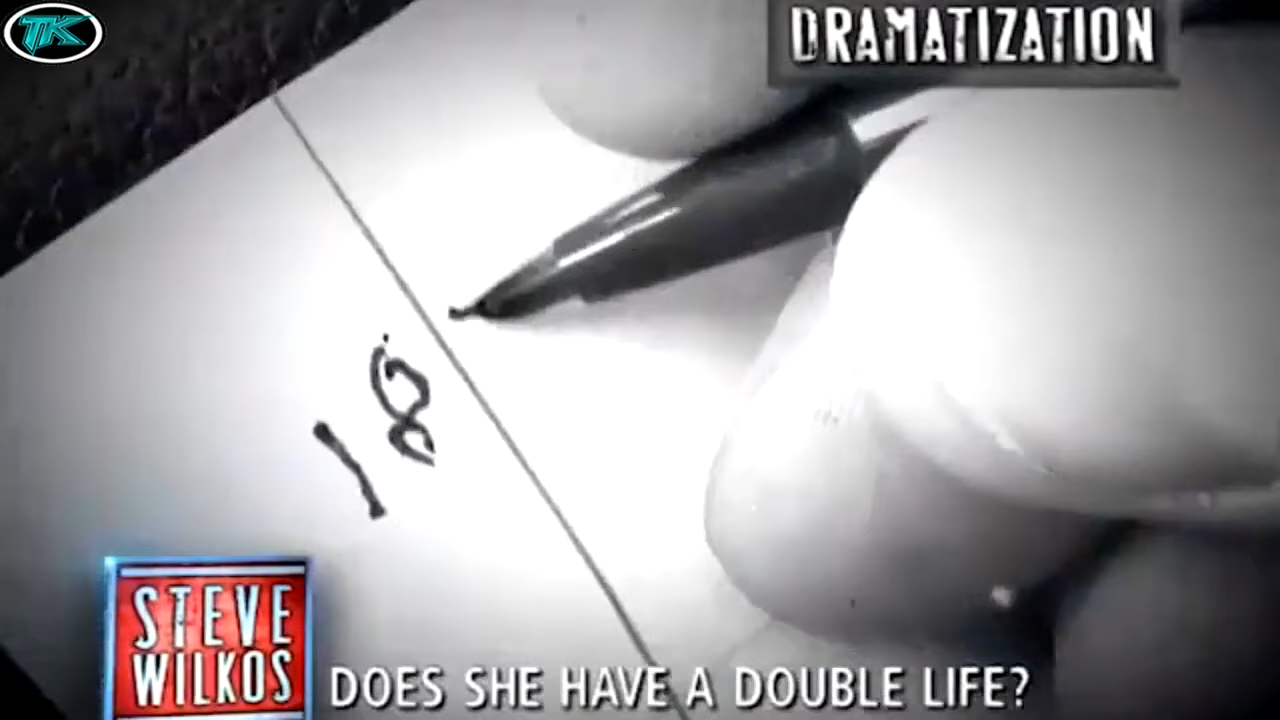 TK
DRAMATIZATION
18
STEVE
WILKOS
DOES SHE HAVE A DOUBLE LIFE?